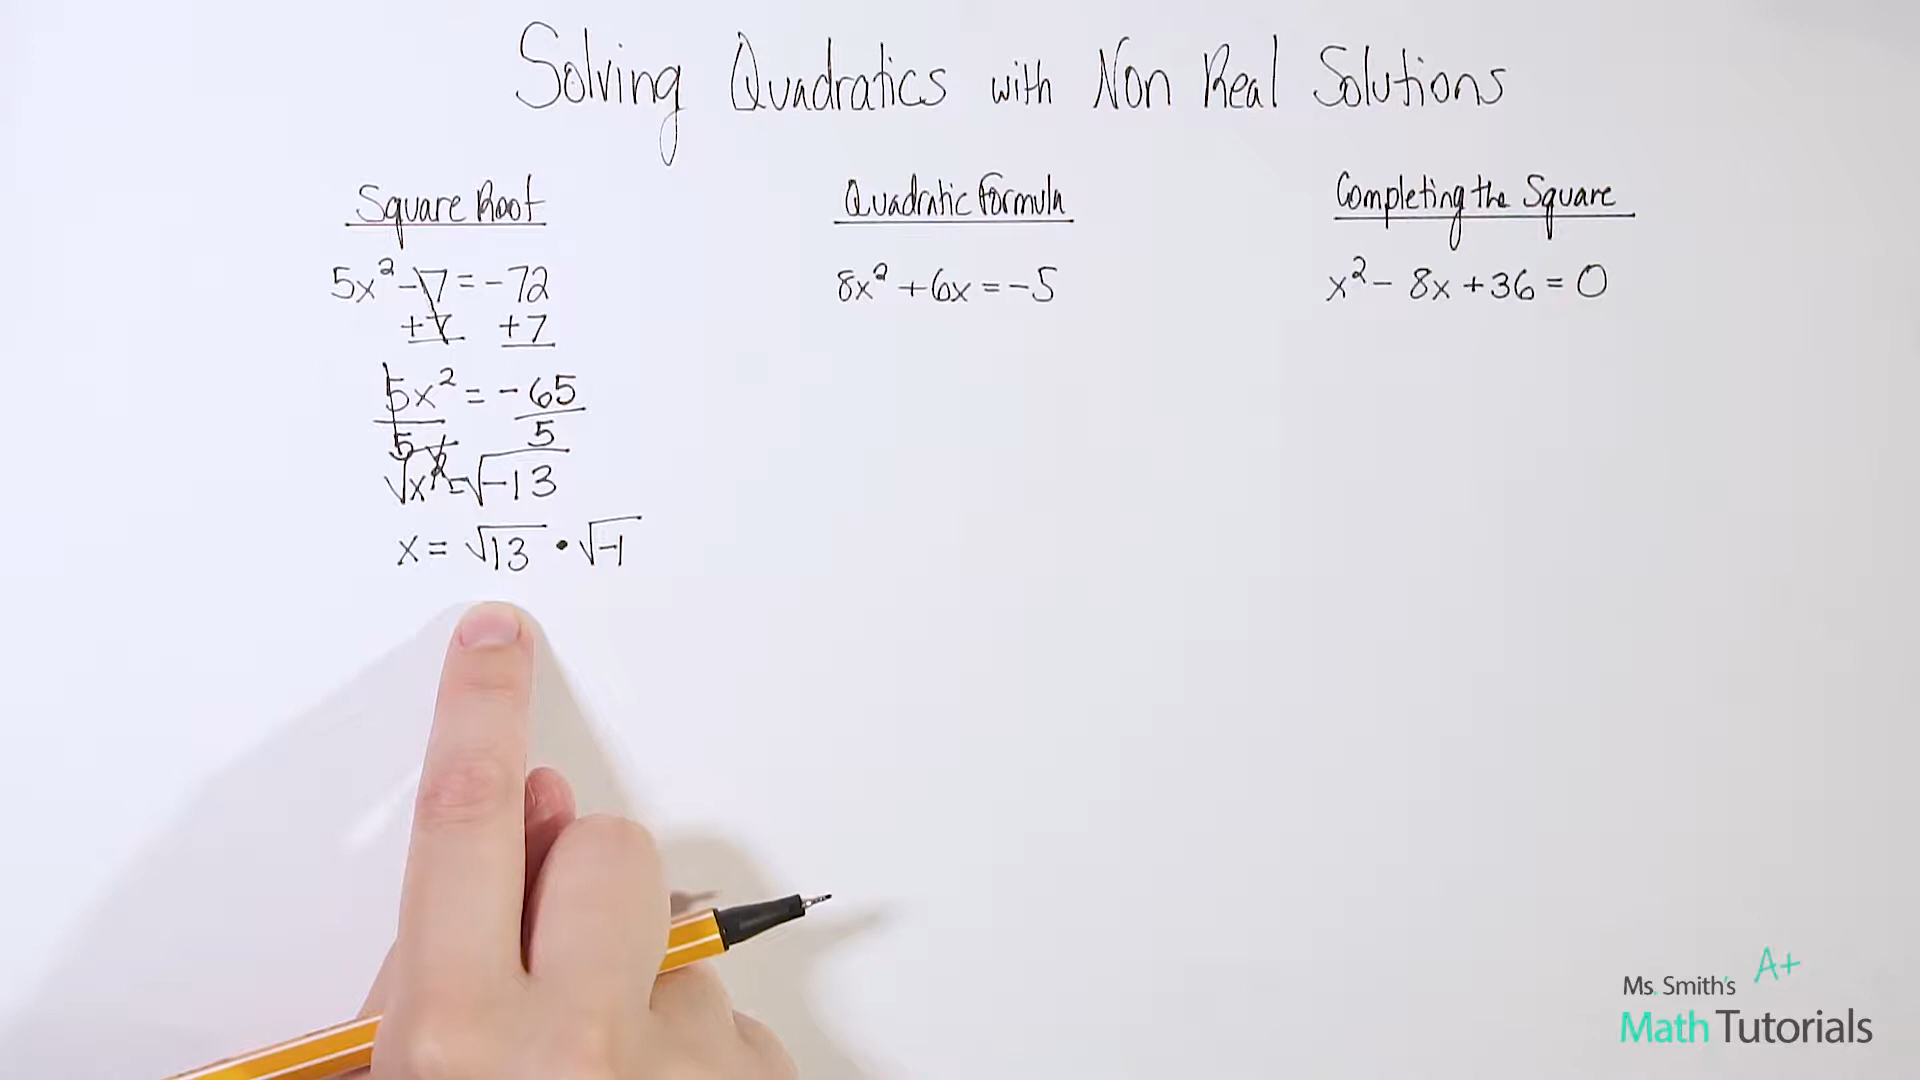 Solving Quadratics with Non Real Solutions
Square Root
5x² - 7 = -72
+7 +7
5x² = -65
5 5
√x² = √-13
x = √13 • √-1
Quadratic Formula
8x² + 6x = -5
Completing the Square
x² - 8x + 36 = 0
Ms. Smith's A+
Math Tutorials